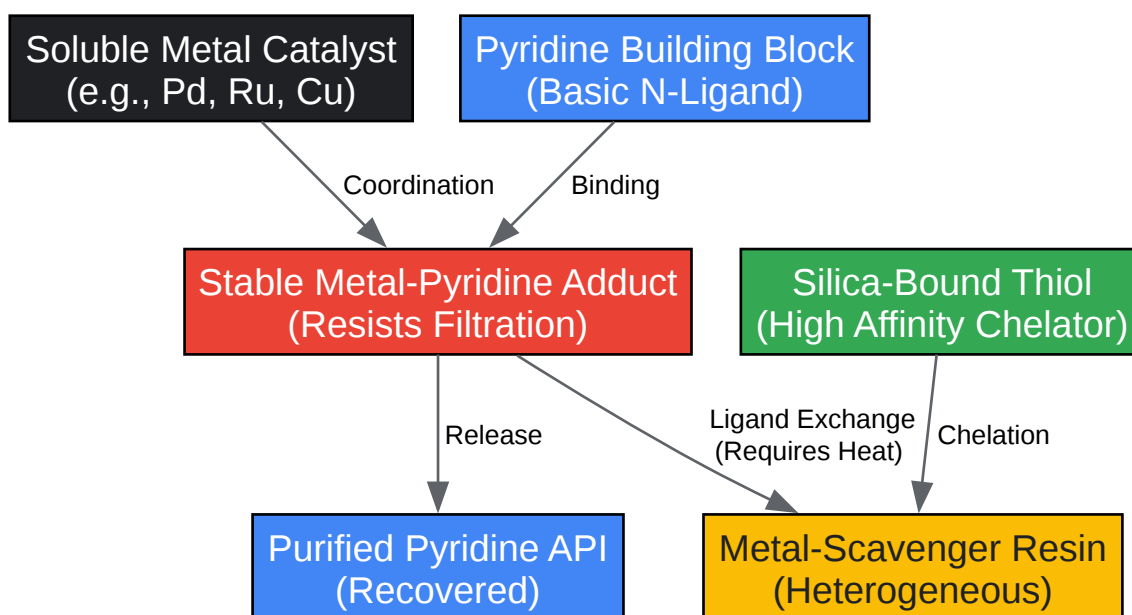 Soluble Metal Catalyst
(e.g., Pd, Ru, Cu)
Pyridine Building Block
(Basic N-Ligand)
Coordination
Binding
Stable Metal-Pyridine Adduct
(Resists Filtration)
Silica-Bound Thiol
(High Affinity Chelator)
Release
Ligand Exchange
(Requires Heat)
Chelation
Purified Pyridine API
(Recovered)
Metal-Scavenger Resin
(Heterogeneous)